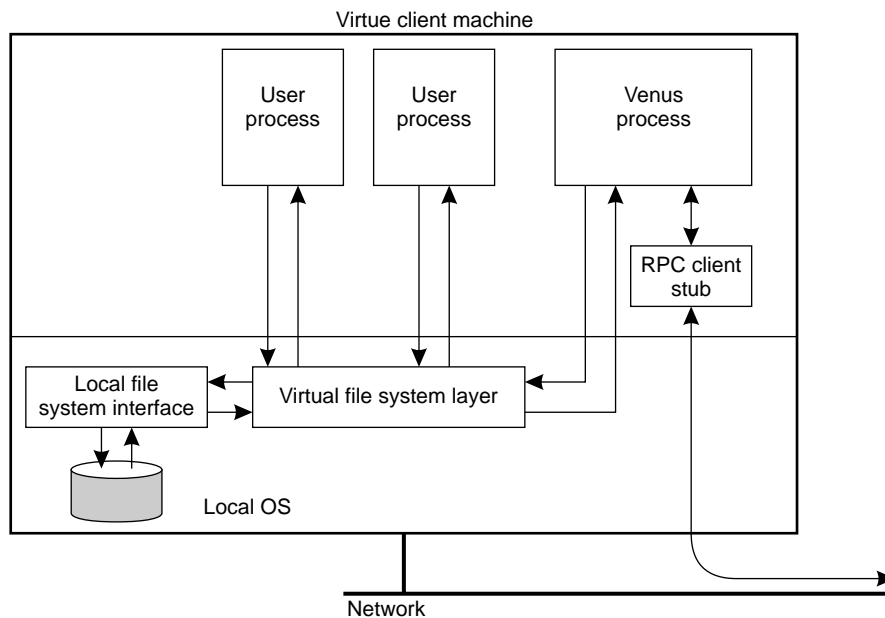 Virtue client machine
User
process
User
process
Venus
process
RPC client
stub
Local file
system interface
Virtual file system layer
Local OS
Network